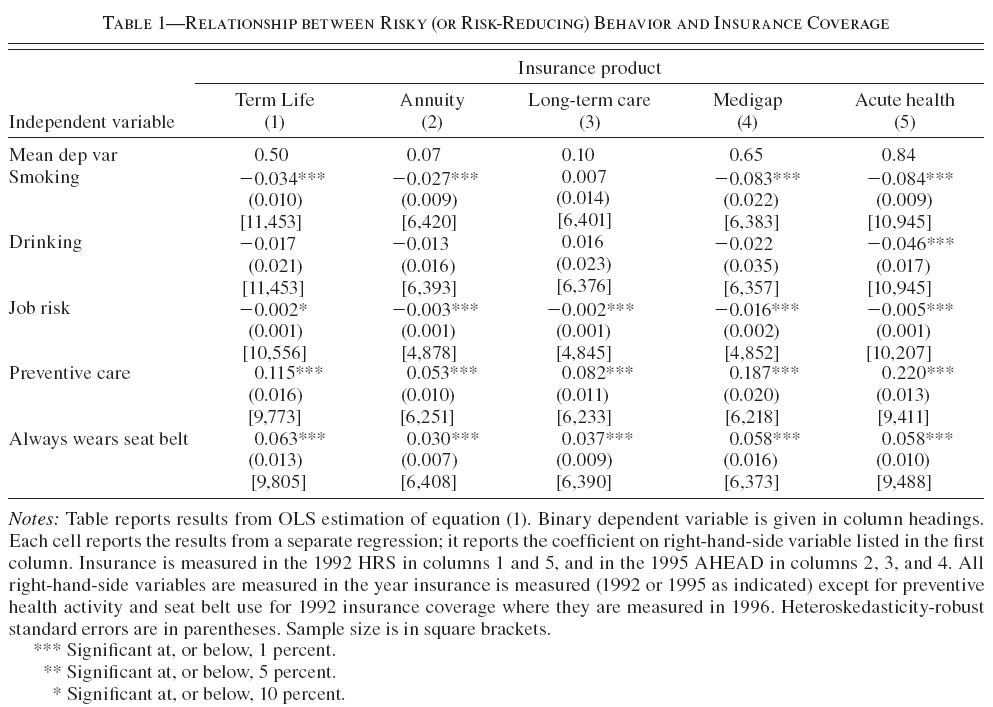 TABLE 1—RELATIONSHIP BETWEEN RISKY (OR RISK-REDUCING) BEHAVIOR AND INSURANCE COVERAGE
Insurance product
Term Life Annuity Long-term care Medigap Acute health
Independent variable (1) (2) (3) (4) (5)
Mean dep var 0.50 0.07 0.10 0.65 0.84
Smoking −0.034*** −0.027*** 0.007 −0.083*** −0.084***
(0.010) (0.009) (0.014) (0.022) (0.009)
[11,453] [6,420] [6,401] [6,383] [10,945]
Drinking −0.017 −0.013 0.016 −0.022 −0.046***
(0.021) (0.016) (0.023) (0.035) (0.017)
[11,453] [6,393] [6,376] [6,357] [10,945]
Job risk −0.002* −0.003*** −0.002*** −0.016*** −0.005***
(0.001) (0.001) (0.001) (0.002) (0.001)
[10,556] [4,878] [4,845] [4,852] [10,207]
Preventive care 0.115*** 0.053*** 0.082*** 0.187*** 0.220***
(0.016) (0.010) (0.011) (0.020) (0.013)
[9,773] [6,251] [6,233] [6,218] [9,411]
Always wears seat belt 0.063*** 0.030*** 0.037*** 0.058*** 0.058***
(0.013) (0.007) (0.009) (0.016) (0.010)
[9,805] [6,408] [6,390] [6,373] [9,488]
Notes: Table reports results from OLS estimation of equation (1). Binary dependent variable is given in column headings.
Each cell reports the results from a separate regression; it reports the coefficient on right-hand-side variable listed in the first
column. Insurance is measured in the 1992 HRS in columns 1 and 5, and in the 1995 AHEAD in columns 2, 3, and 4. All
right-hand-side variables are measured in the year insurance is measured (1992 or 1995 as indicated) except for preventive
health activity and seat belt use for 1992 insurance coverage where they are measured in 1996. Heteroskedasticity-robust
standard errors are in parentheses. Sample size is in square brackets.
*** Significant at, or below, 1 percent.
** Significant at, or below, 5 percent.
* Significant at, or below, 10 percent.